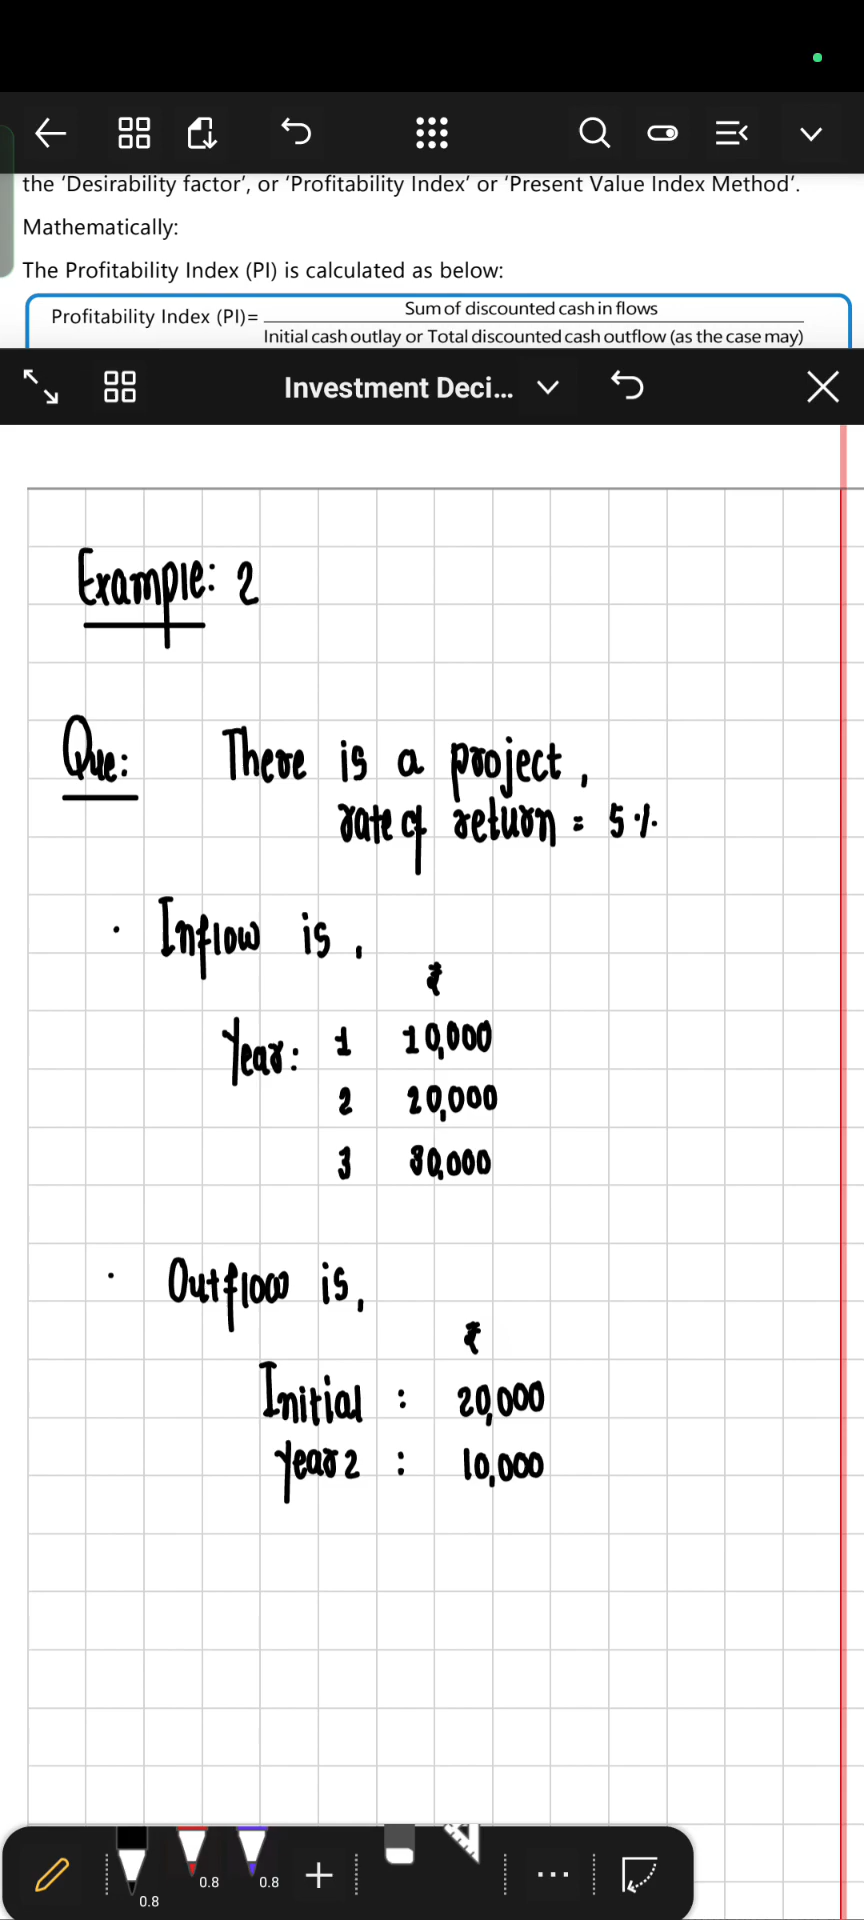 the ‘Desirability factor’, or ‘Profitability Index’ or ‘Present Value Index Method’.
Mathematically:
The Profitability Index (PI) is calculated as below:
Profitability Index (PI)= Sum of discounted cash in flows
Initial cash outlay or Total discounted cash outflow (as the case may)
Investment Deci...
Example: 2
Que: There is a project,
rate of return = 5%
· Inflow is,
₹
Year: 1 10,000
2 20,000
3 30,000
· Outflow is,
₹
Initial : 20,000
year 2 : 10,000
0.8 0.8 0.8